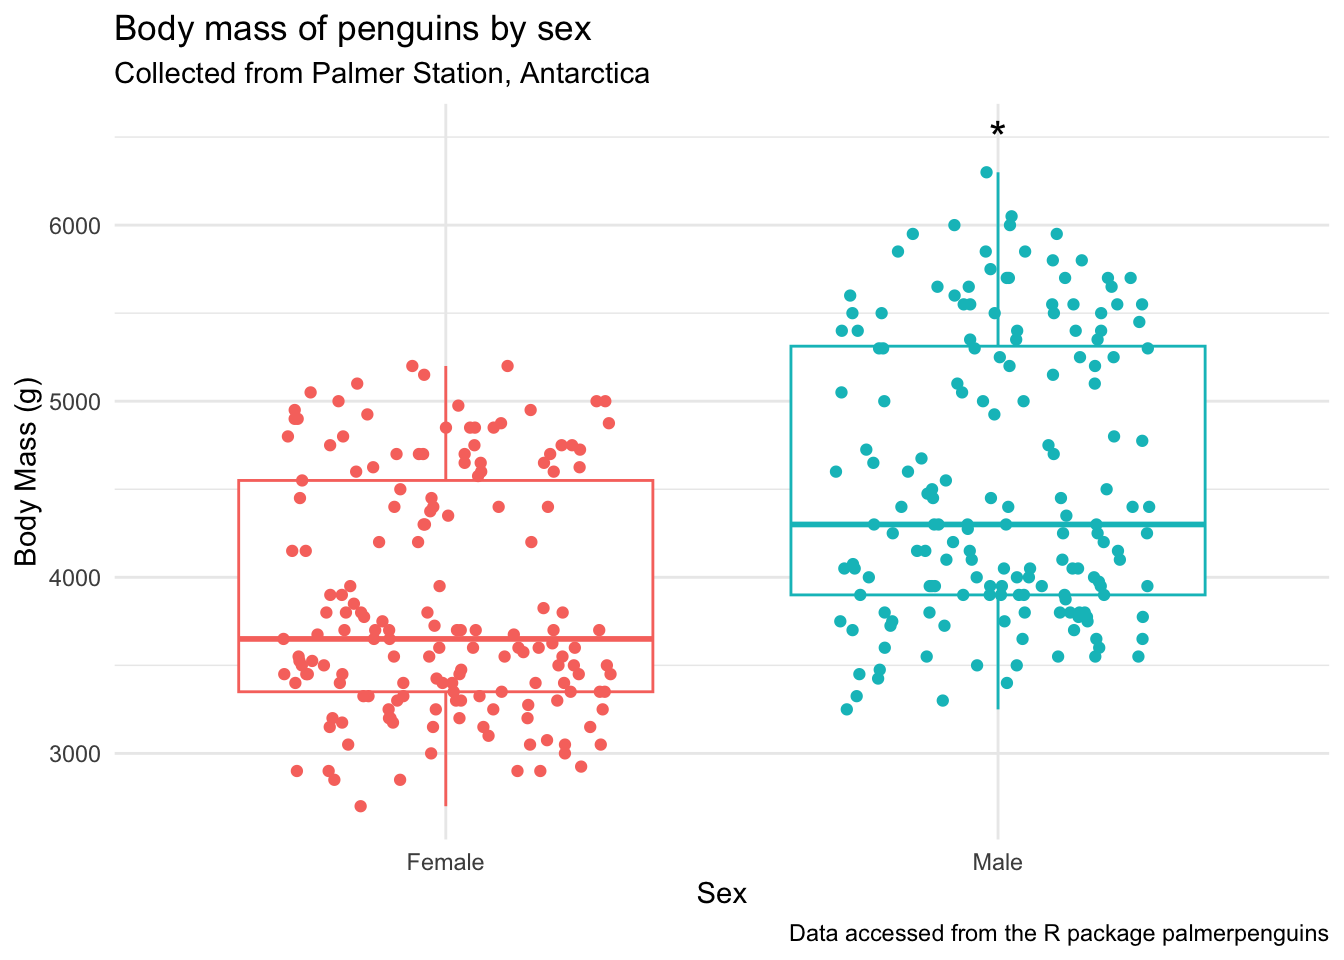 Body mass of penguins by sex
Collected from Palmer Station, Antarctica
*
6000
5000
4000
3000
Body Mass (g)
Female
Male
Sex
Data accessed from the R package palmerpenguins